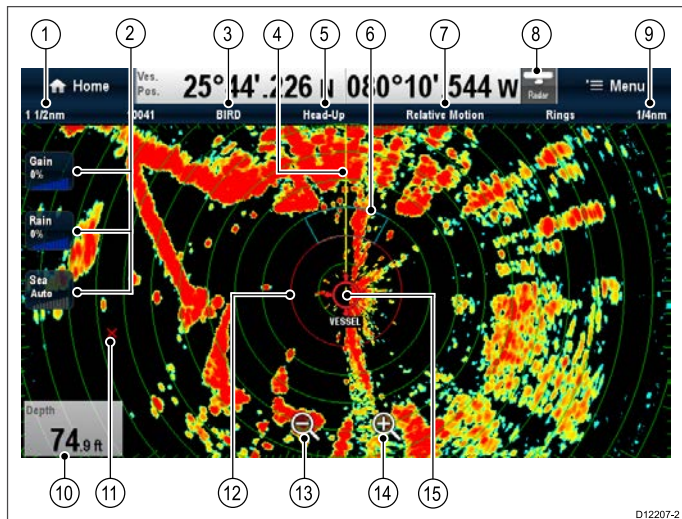 1 2 3 4 5 6 7 8 9
Home Ves. Pos. 25°44'.226 N 080°10'.544 W Radar Menu
1 1/2nm 10041 BIRD Head-Up Relative Motion Rings 1/4nm
Gain
0%
Rain
0%
Sea
Auto
VESSEL
Depth
74.9 ft
10 11 12 13 14 15
D12207-2